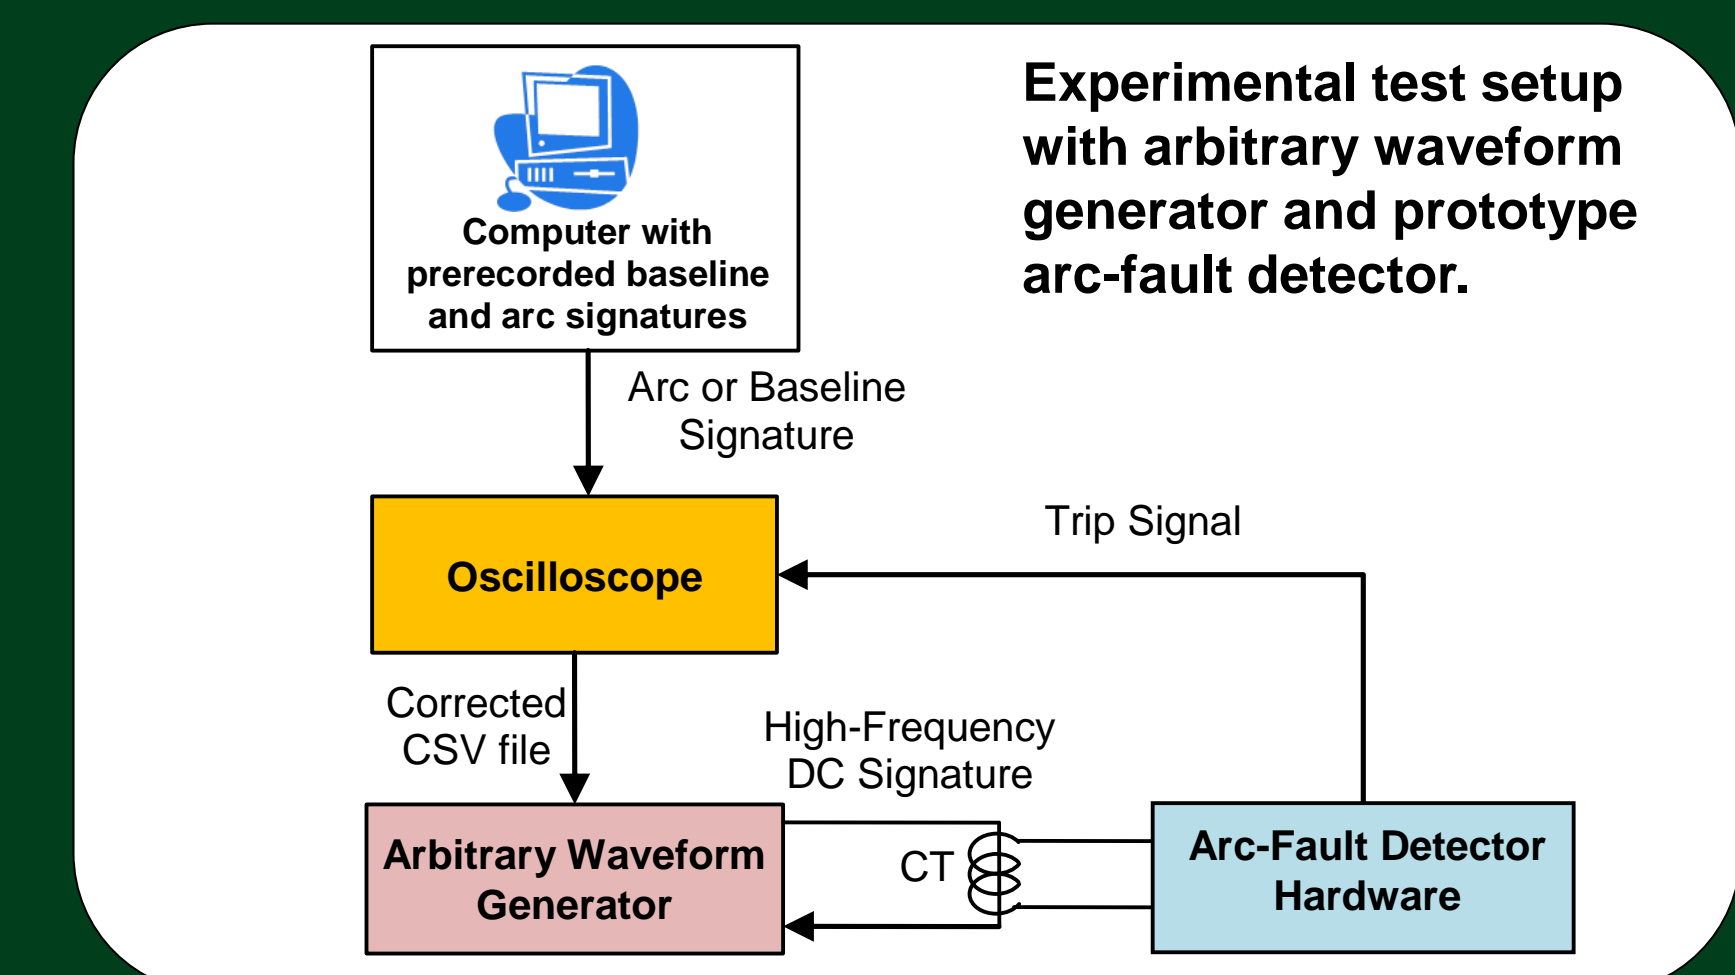 Experimental test setup
with arbitrary waveform
generator and prototype
arc-fault detector.
Computer with
prerecorded baseline
and arc signatures
Arc or Baseline
Signature
Trip Signal
Oscilloscope
Corrected
CSV file
High-Frequency
DC Signature
Arbitrary Waveform
Generator
CT
Arc-Fault Detector
Hardware